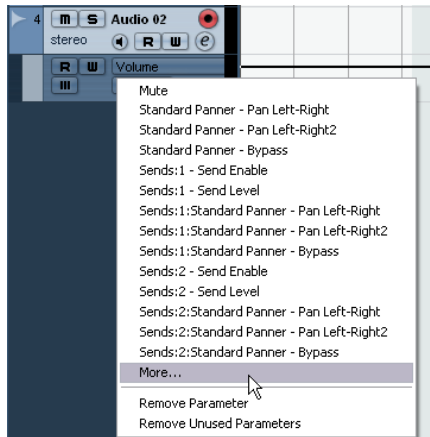 4 M S Audio 02
stereo R W e
R W Volume
Mute
Standard Panner - Pan Left-Right
Standard Panner - Pan Left-Right2
Standard Panner - Bypass
Sends:1 - Send Enable
Sends:1 - Send Level
Sends:1:Standard Panner - Pan Left-Right
Sends:1:Standard Panner - Pan Left-Right2
Sends:1:Standard Panner - Bypass
Sends:2 - Send Enable
Sends:2 - Send Level
Sends:2:Standard Panner - Pan Left-Right
Sends:2:Standard Panner - Pan Left-Right2
Sends:2:Standard Panner - Bypass
More...
Remove Parameter
Remove Unused Parameters